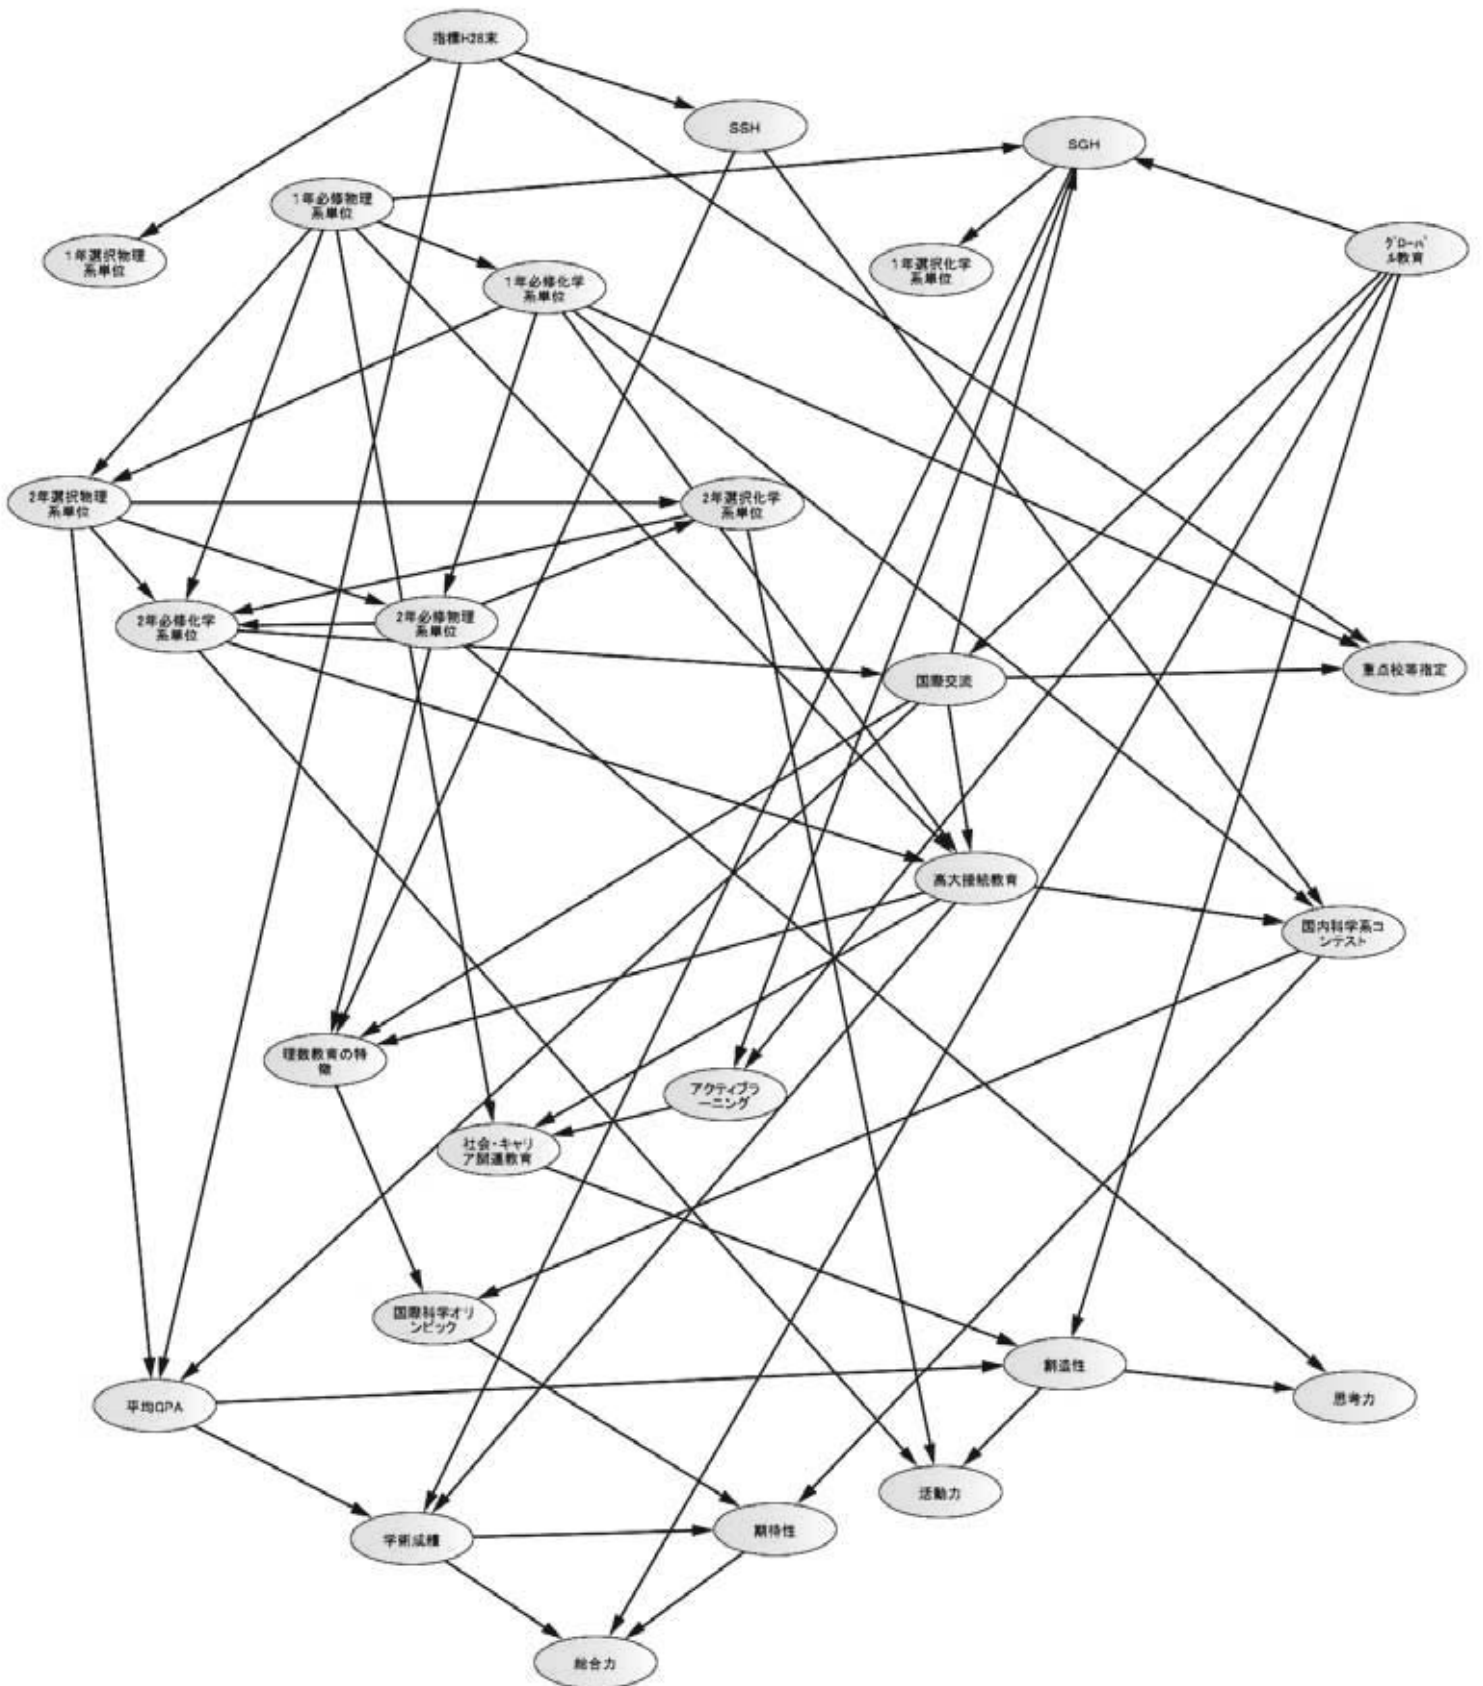 指標H28末
SSH
SGH
1年必修物理
系単位
グローバ
ル教育
1年選択物理
系単位
1年選択化学
系単位
1年必修化学
系単位
2年選択物理
系単位
2年選択化学
系単位
2年必修化学
系単位
2年必修物理
系単位
国際交流
重点校等指定
高大接続教育
国内科学系コ
ンテスト
理数教育の特
徴
アクティブラ
ーニング
社会・キャリ
ア関連教育
国際科学オリ
ンピック
創造性
思考力
平均GPA
活動力
学術成績
期待性
総合力